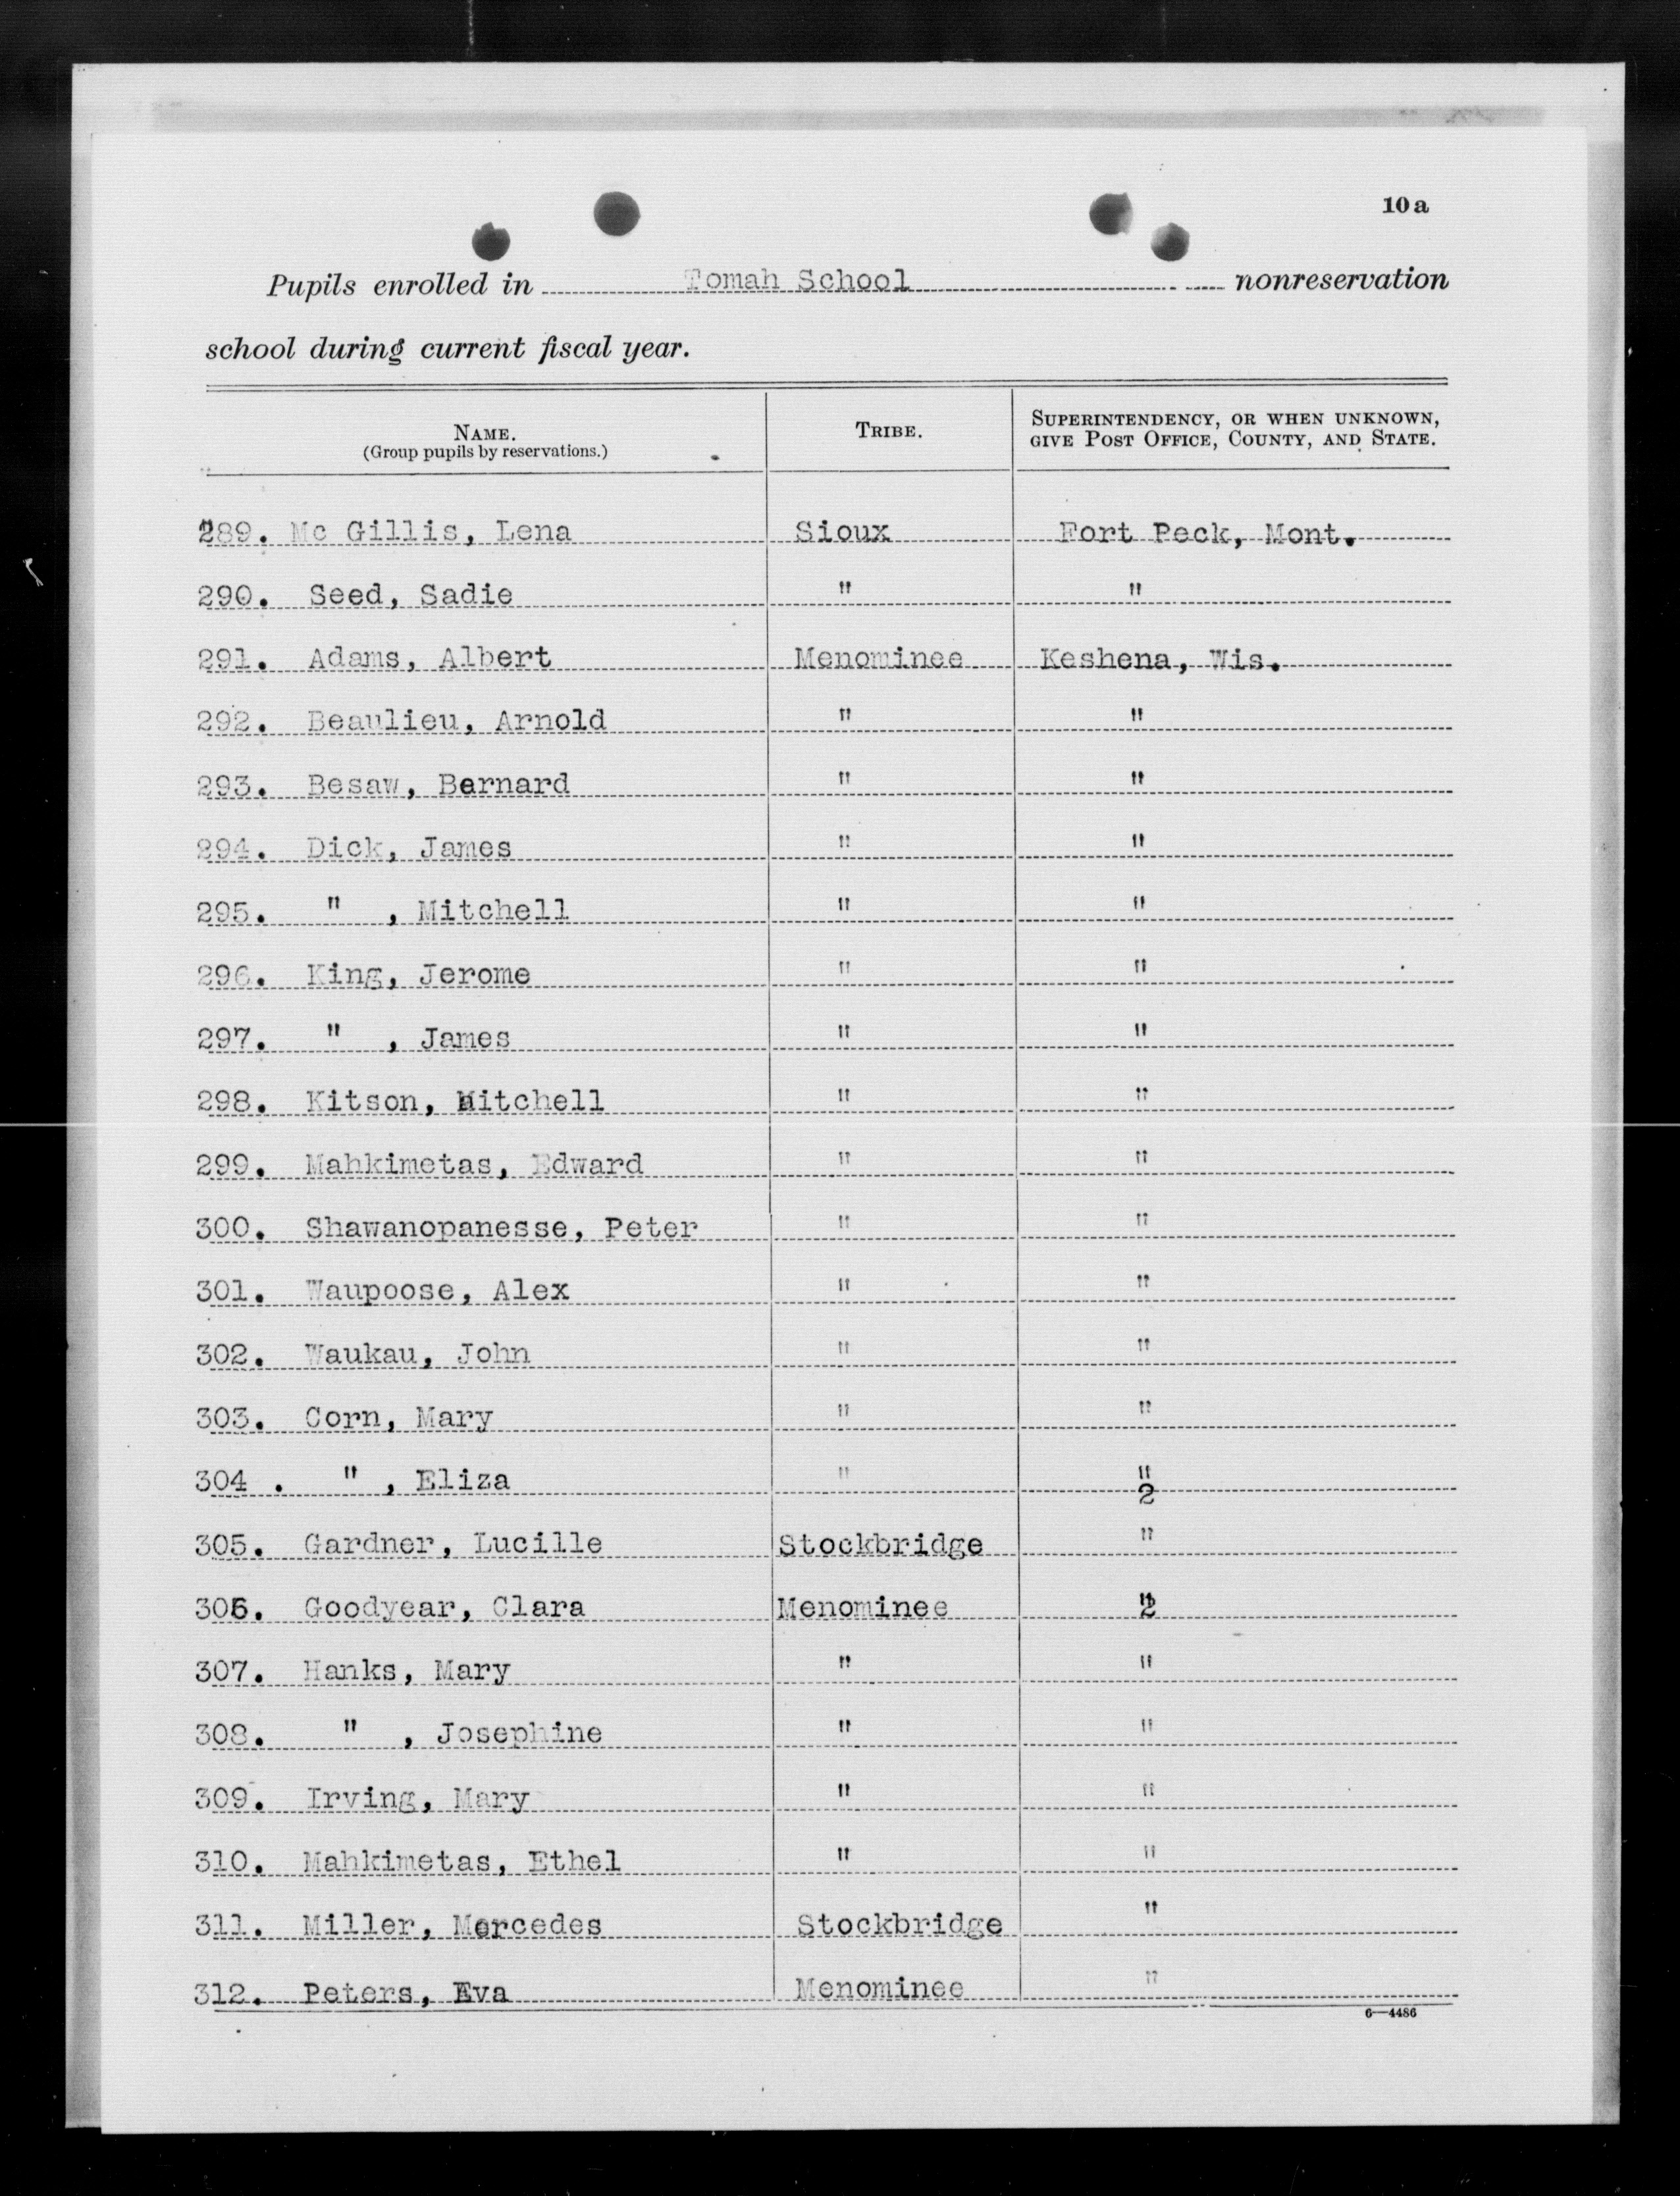 10a
Pupils enrolled in Tomah School nonreservation
school during current fiscal year.
NAME. (Group pupils by reservations.) TRIBE. SUPERINTENDENCY, OR WHEN UNKNOWN, GIVE POST OFFICE, COUNTY, AND STATE.
289. Mc Gillis, Lena Sioux Fort Peck, Mont.
290. Seed, Sadie " "
291. Adams, Albert Menominee Keshena, Wis.
292. Beaulieu, Arnold " "
293. Besaw, Bernard " "
294. Dick, James " "
295. " , Mitchell " "
296. King, Jerome " "
297. " , James " "
298. Kitson, Mitchell " "
299. Mahkimetas, Edward " "
300. Shawanopanesse, Peter " "
301. Waupoose, Alex " "
302. Waukau, John " "
303. Corn, Mary " "
304 . " , Eliza " "
2
305. Gardner, Lucille Stockbridge "
306. Goodyear, Clara Menominee "
307. Hanks, Mary " "
308. " , Josephine " "
309. Irving, Mary " "
310. Mahkimetas, Ethel " "
311. Miller, Mercedes Stockbridge "
312. Peters, Eva Menominee "
6—4486